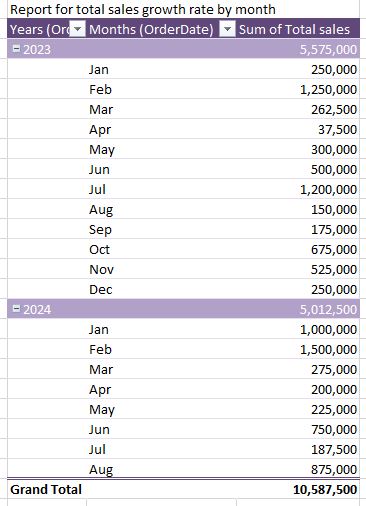 Report for total sales growth rate by month
Years (Ord Months (OrderDate) Sum of Total sales
2023 5,575,000
Jan 250,000
Feb 1,250,000
Mar 262,500
Apr 37,500
May 300,000
Jun 500,000
Jul 1,200,000
Aug 150,000
Sep 175,000
Oct 675,000
Nov 525,000
Dec 250,000
2024 5,012,500
Jan 1,000,000
Feb 1,500,000
Mar 275,000
Apr 200,000
May 225,000
Jun 750,000
Jul 187,500
Aug 875,000
Grand Total 10,587,500